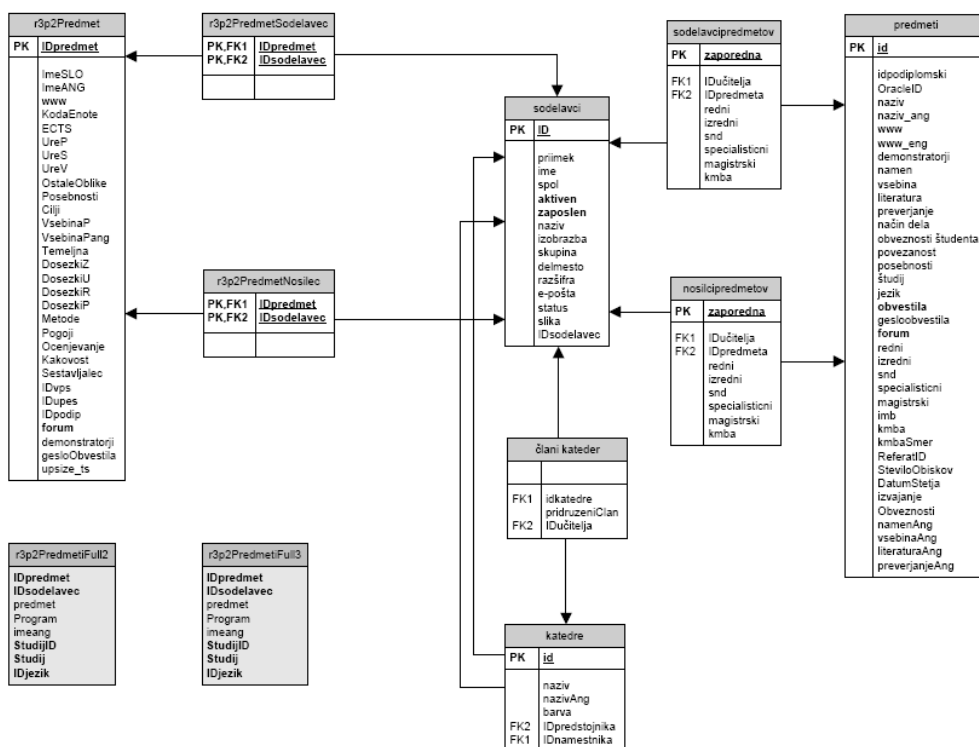 r3p2Predmet
PK IDpredmet
ImeSLO
ImeANG
www
KodaEnote
ECTS
UreP
UreS
UreV
OstaleOblike
Posebnosti
Cilji
VsebinaP
VsebinaPang
Temeljna
DosezkiZ
DosezkiU
DosezkiR
DosezkiP
Metode
Pogoji
Ocenjevanje
Kakovost
Sestavljalec
IDvps
IDupes
IDpodip
forum
demonstratorji
gesloObvestila
upsize_ts
r3p2PredmetSodelavec
PK,FK1 IDpredmet
PK,FK2 IDsodelavec
r3p2PredmetNosilec
PK,FK1 IDpredmet
PK,FK2 IDsodelavec
sodelavci
PK ID
priimek
ime
spol
aktiven
zaposlen
naziv
izobrazba
skupina
delmesto
razšifra
e-pošta
status
slika
IDsodelavec
sodelavcipredmetov
PK zaporedna
FK1 IDučitelja
FK2 IDpredmeta
redni
izredni
snd
specialisticni
magistrski
kmba
nosilcipredmetov
PK zaporedna
FK1 IDučitelja
FK2 IDpredmeta
redni
izredni
snd
specialisticni
magistrski
kmba
predmeti
PK id
idpodiplomski
OracleID
naziv
naziv_ang
www
www_eng
demonstratorji
namen
vsebina
literatura
preverjanje
način dela
obveznosti študenta
povezanost
posebnosti
študij
jezik
obvestila
gesloobvestila
forum
redni
izredni
snd
specialisticni
magistrski
imb
kmba
kmbaSmer
ReferatID
SteviloObiskov
DatumStetja
izvajanje
Obveznosti
namenAng
vsebinaAng
literaturaAng
preverjanjeAng
člani kateder
FK1 idkatedre
pridruzeniClan
FK2 IDučitelja
r3p2PredmetiFull2
IDpredmet
IDsodelavec
predmet
Program
imeang
StudijID
Studij
IDjezik
r3p2PredmetiFull3
IDpredmet
IDsodelavec
predmet
Program
imeang
StudijID
Studij
IDjezik
katedre
PK id
naziv
nazivAng
barva
FK2 IDpredstojnika
FK1 IDnamestnika